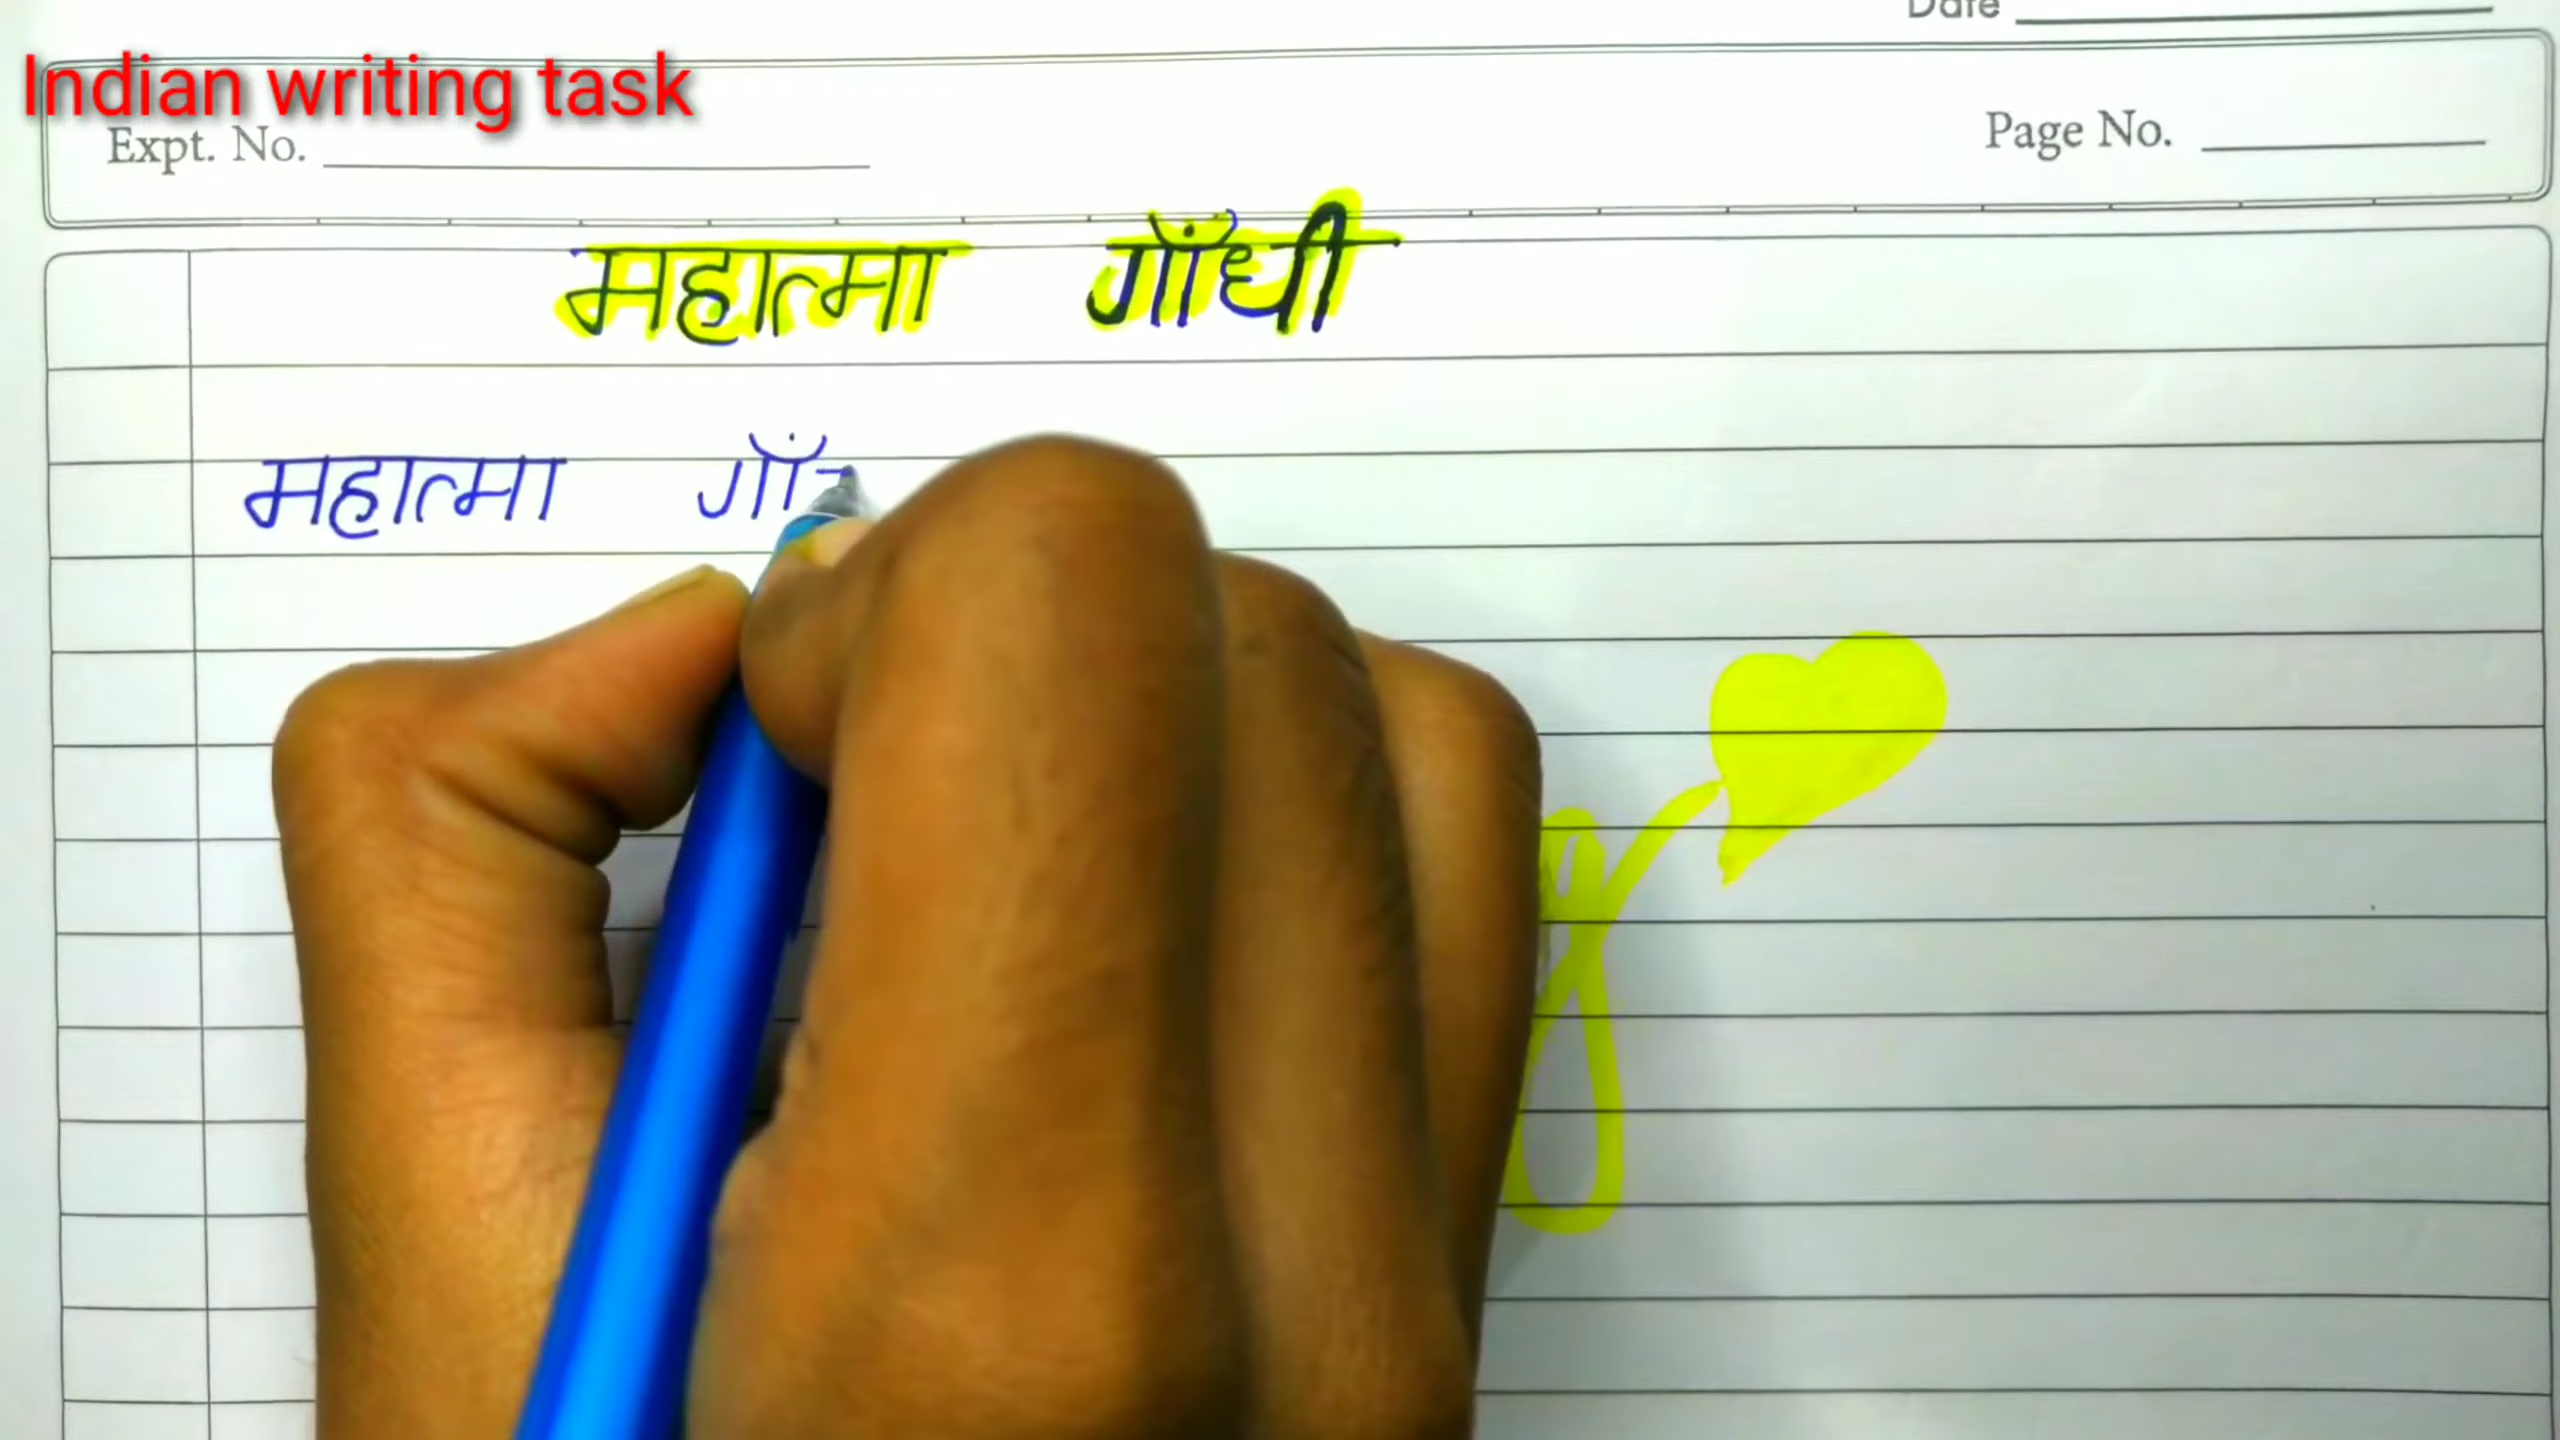 Date
Indian writing task
Expt. No.
Page No.
महात्मा गाँधी
महात्मा गाँ